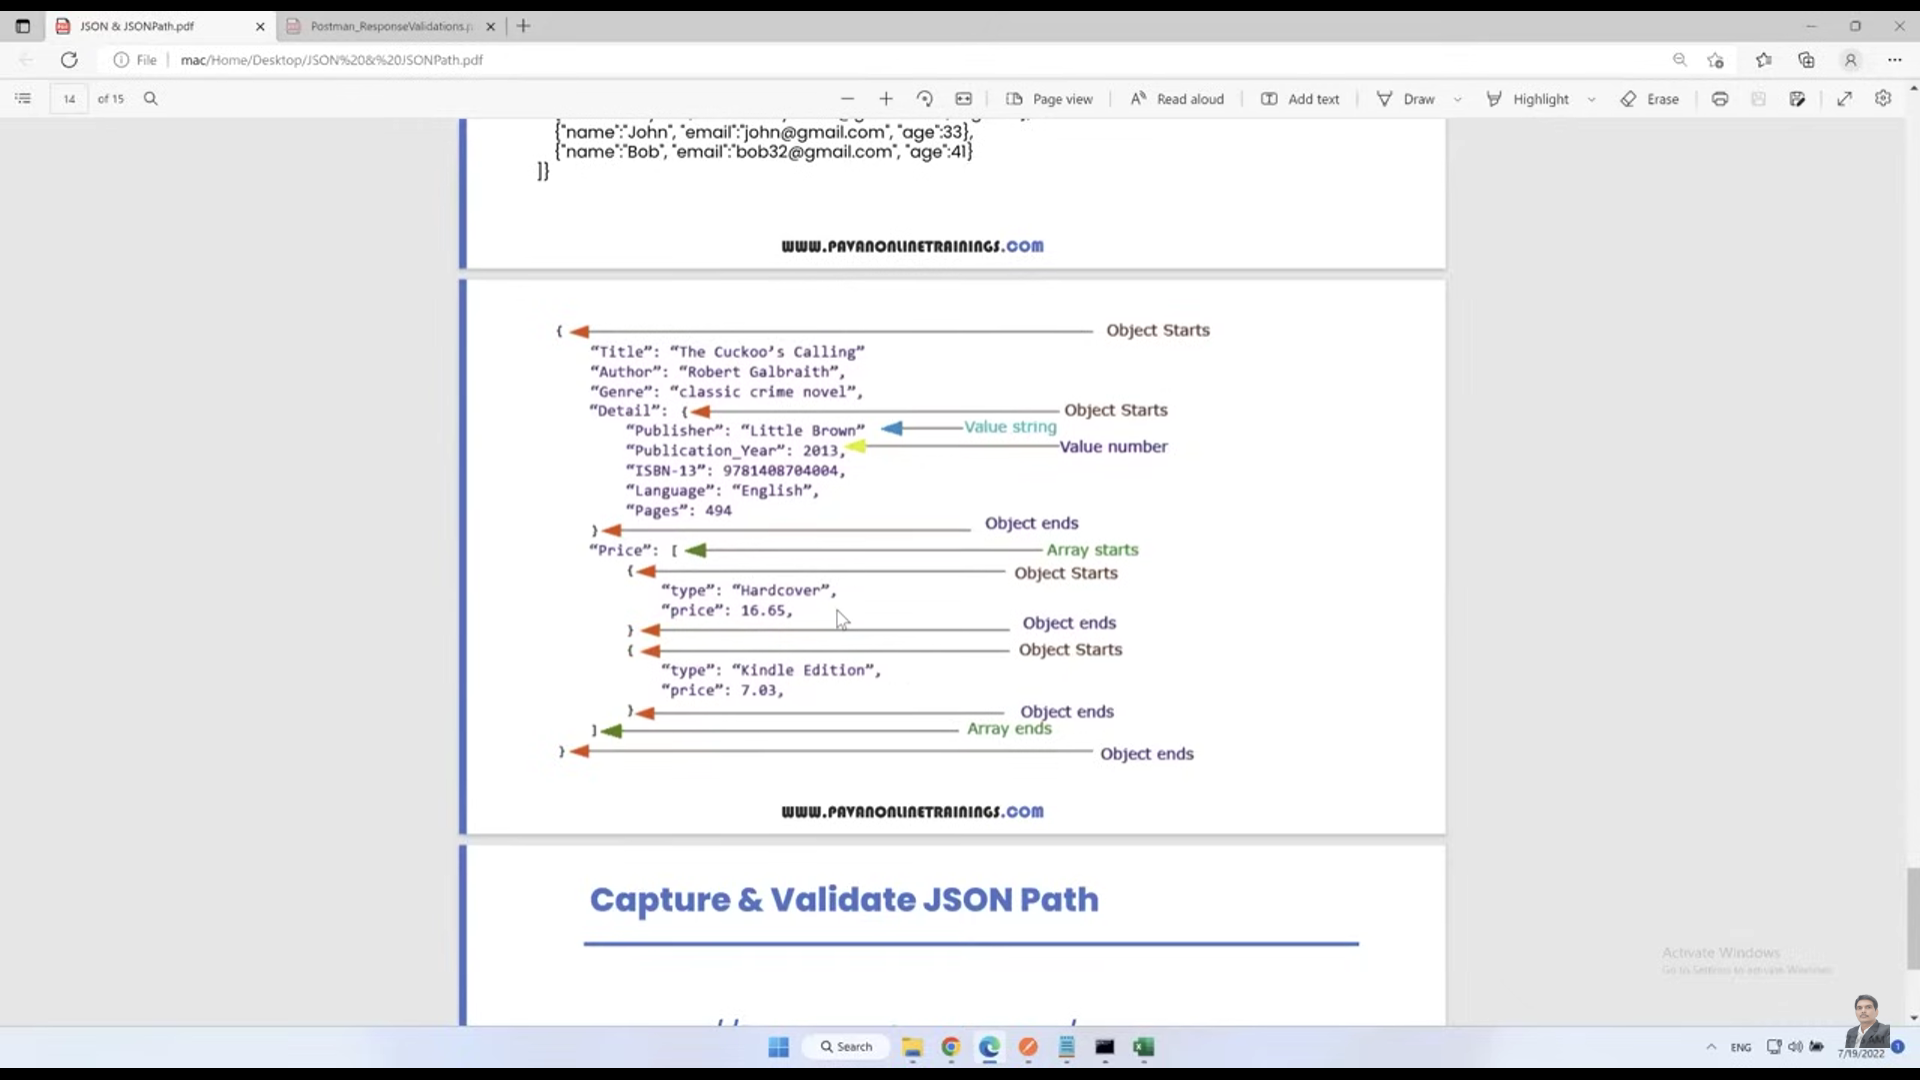 JSON & JSONPath.pdf
Postman_ResponseValidations.p
File
mac/Home/Desktop/JSON%20&%20JSONPath.pdf
14
of 15
Page view
Read aloud
Add text
Draw
Highlight
Erase
{"name":"John", "email":"john@gmail.com", "age":33},
{"name":"Bob", "email":"bob32@gmail.com", "age":41}
]}
WWW.PAVANONLINETRAININGS.COM
{ Object Starts
“Title”: “The Cuckoo’s Calling”
“Author”: “Robert Galbraith”,
“Genre”: “classic crime novel”,
“Detail”: { Object Starts
“Publisher”: “Little Brown” Value string
“Publication_Year”: 2013, Value number
“ISBN-13”: 9781408704004,
“Language”: “English”,
“Pages”: 494
} Object ends
“Price”: [ Array starts
{ Object Starts
“type”: “Hardcover”,
“price”: 16.65,
} Object ends
{ Object Starts
“type”: “Kindle Edition”,
“price”: 7.03,
} Object ends
] Array ends
} Object ends
WWW.PAVANONLINETRAININGS.COM
Capture & Validate JSON Path
Activate Windows
Go to Settings to activate Windows.
Search
ENG
7/19/2022
1